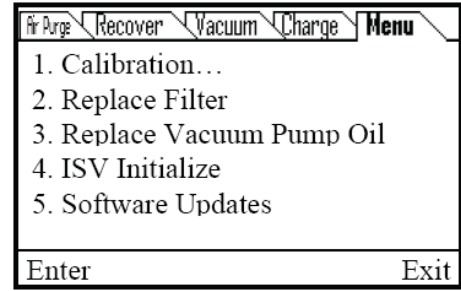 Air Purge Recover Vacuum Charge Menu
1. Calibration...
2. Replace Filter
3. Replace Vacuum Pump Oil
4. ISV Initialize
5. Software Updates
Enter Exit